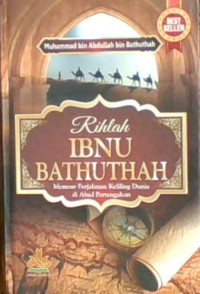 Muhammad bin Abdullah bin Bathuthah
BEST
SELLER
Rihlah
IBNU
BATHUTHAH
Memoar Perjalanan Keliling Dunia
di Abad Pertengahan